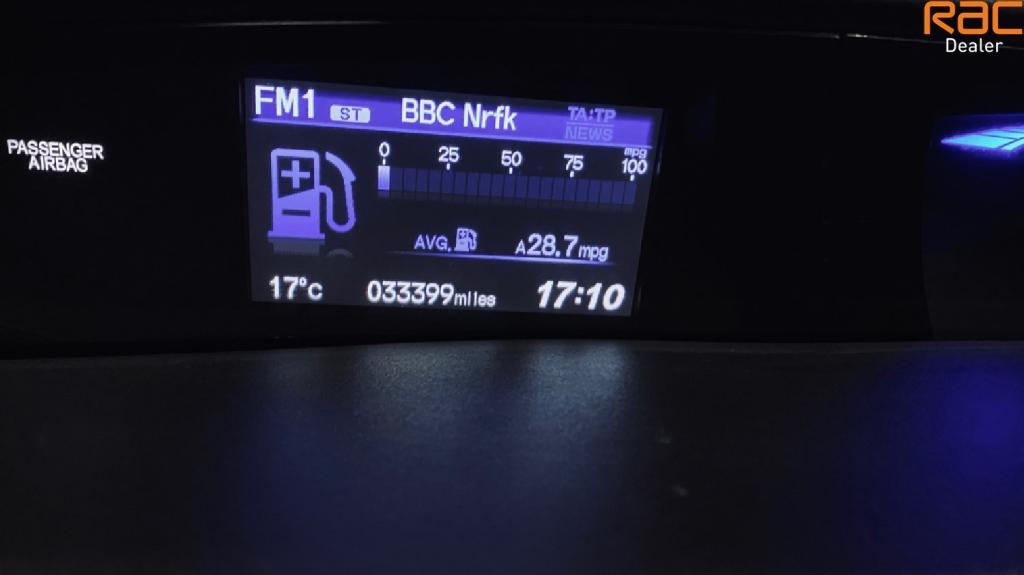 RAC
Dealer
FM1 ST BBC Nrfk TA:TP
NEWS
PASSENGER
AIRBAG
0 25 50 75 100 mpg
AVG. A28.7mpg
17°C 033399miles 17:10